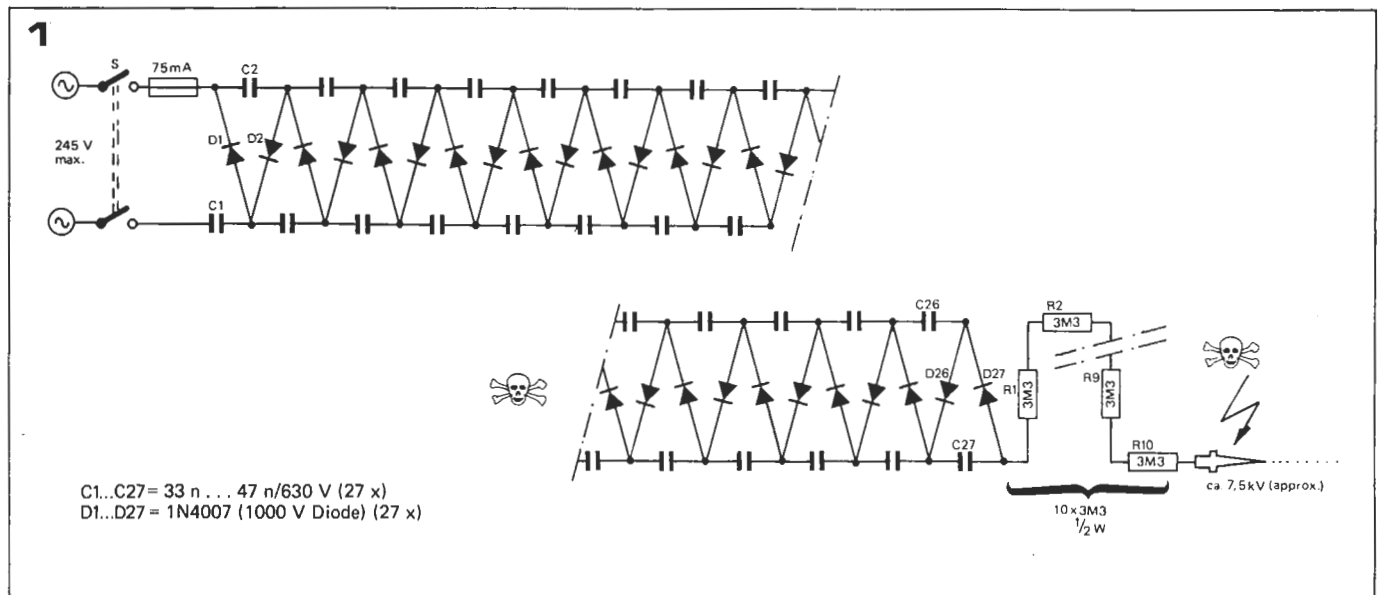 1
S
75mA
C2
D1
D2
245 V
max.
C1
C26
R2
3M3
D26
D27
R1
3M3
R9
3M3
C27
R10
3M3
ca. 7,5kV (approx.)
10 x 3M3
1/2 W
C1...C27 = 33 n . . . 47 n/630 V (27 x)
D1...D27 = 1N4007 (1000 V Diode) (27 x)